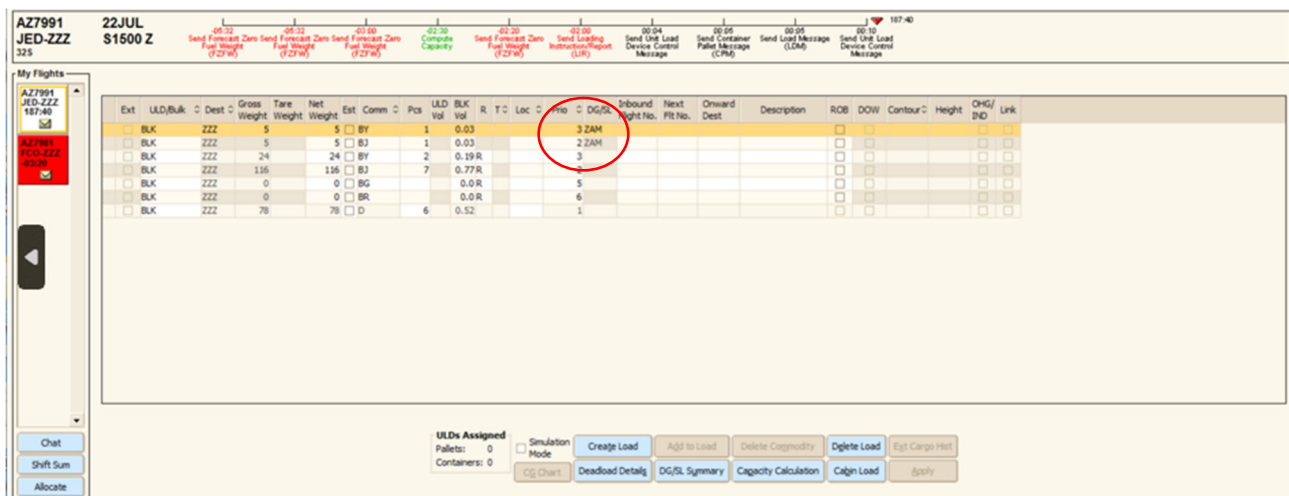 AZ7991
22JUL
JED-ZZZ
S1500 Z
32S
187:40
-05:32
Send Forecast Zero
Fuel Weight
(FZFW)
-05:32
Send Forecast Zero
Fuel Weight
(FZFW)
-03:00
Send Forecast Zero
Fuel Weight
(FZFW)
-02:30
Compute
Capacity
-02:20
Send Forecast Zero
Fuel Weight
(FZFW)
-02:00
Send Loading
Instruction/Report
(LIR)
00:04
Send Unit Load
Device Control
Message
00:05
Send Container
Pallet Message
(CPM)
00:05
Send Load Message
(LDM)
00:10
Send Unit Load
Device Control
Message
My Flights
AZ7991
JED-ZZZ
187:40
AZ7981
FCO-ZZZ
-03:20
Ext ULD/Bulk Dest Gross Weight Tare Weight Net Weight Est Comm Pcs ULD Vol BLK Vol R T Loc Prio DG/SL Inbound Flight No. Next Flt No. Onward Dest Description ROB DOW Contour Height OHG/IND Link
BLK ZZZ 5 5 BY 1 0.03 3 ZAM
BLK ZZZ 5 5 BJ 1 0.03 2 ZAM
BLK ZZZ 24 24 BY 2 0.19 R 3
BLK ZZZ 116 116 BJ 7 0.77 R 2
BLK ZZZ 0 0 BG 0.0 R 5
BLK ZZZ 0 0 BR 0.0 R 6
BLK ZZZ 78 78 D 6 0.52 1
Chat
Shift Sum
Allocate
ULDs Assigned
Pallets: 0
Containers: 0
Simulation
Mode
CG Chart
Create Load
Add to Load
Delete Commodity
Delete Load
Ext Cargo Hist
Deadload Details
DG/SL Summary
Capacity Calculation
Cabin Load
Apply